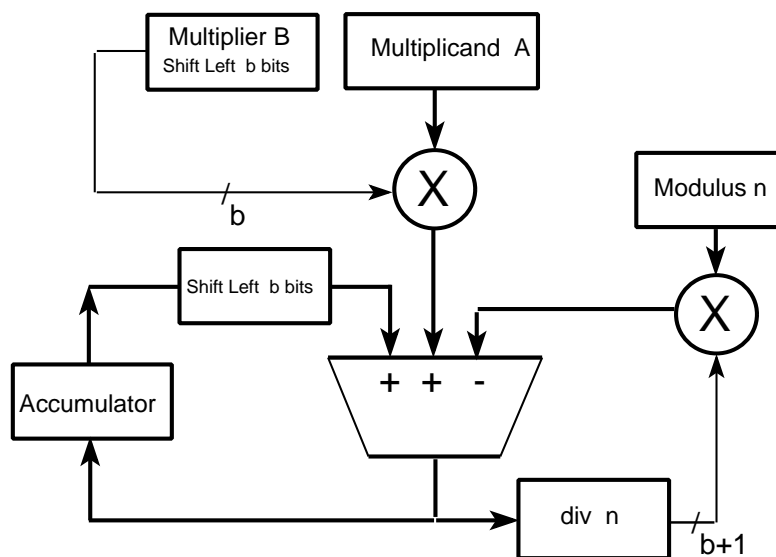 Multiplier B
Shift Left b bits
Multiplicand A
X
b
Modulus n
Shift Left b bits
X
+ + -
Accumulator
div n
b+1